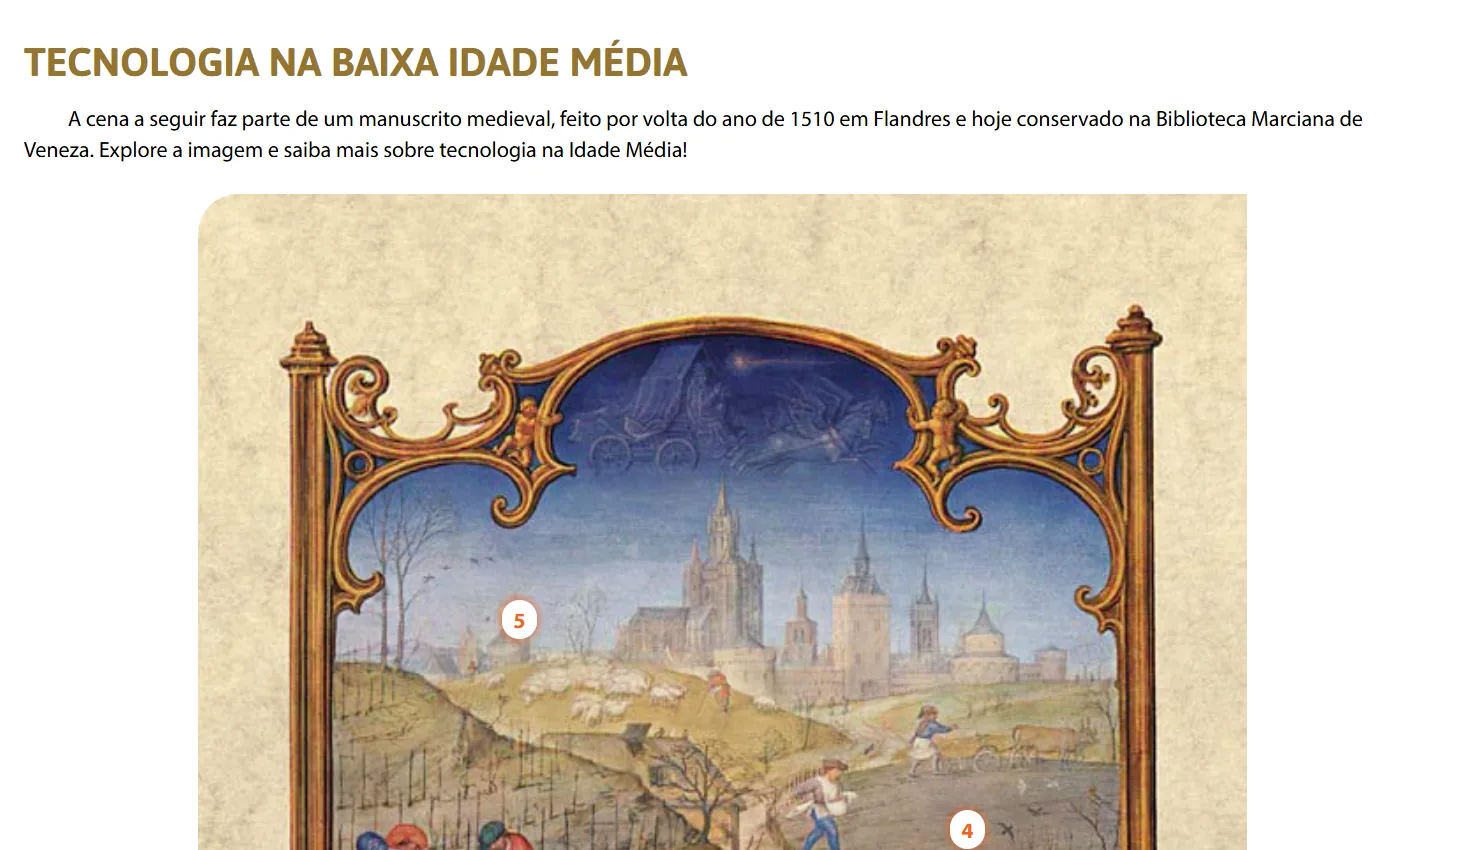 TECNOLOGIA NA BAIXA IDADE MÉDIA
A cena a seguir faz parte de um manuscrito medieval, feito por volta do ano de 1510 em Flandres e hoje conservado na Biblioteca Marciana de
Veneza. Explore a imagem e saiba mais sobre tecnologia na Idade Média!
5
4